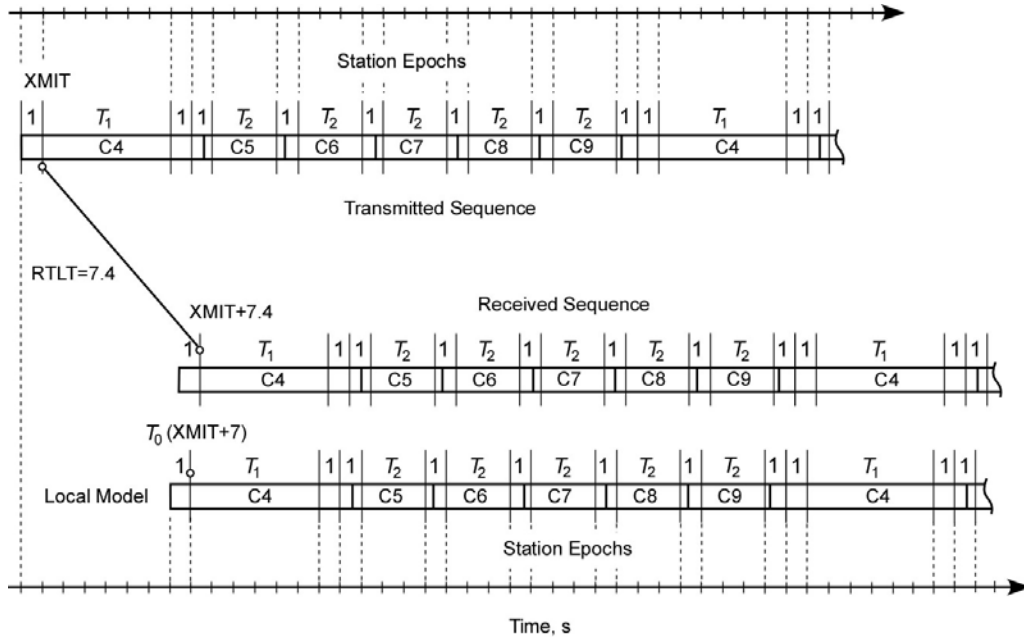 Station Epochs
XMIT
1 T₁ 1 1 T₂ 1 T₂ 1 T₂ 1 T₂ 1 T₂ 1 1 T₁ 1 1
C4 C5 C6 C7 C8 C9 C4
Transmitted Sequence
RTLT=7.4
Received Sequence
XMIT+7.4
1 T₁ 1 1 T₂ 1 T₂ 1 T₂ 1 T₂ 1 T₂ 1 1 T₁ 1 1
C4 C5 C6 C7 C8 C9 C4
T₀ (XMIT+7)
1 T₁ 1 1 T₂ 1 T₂ 1 T₂ 1 T₂ 1 T₂ 1 1 T₁ 1 1
Local Model C4 C5 C6 C7 C8 C9 C4
Station Epochs
Time, s